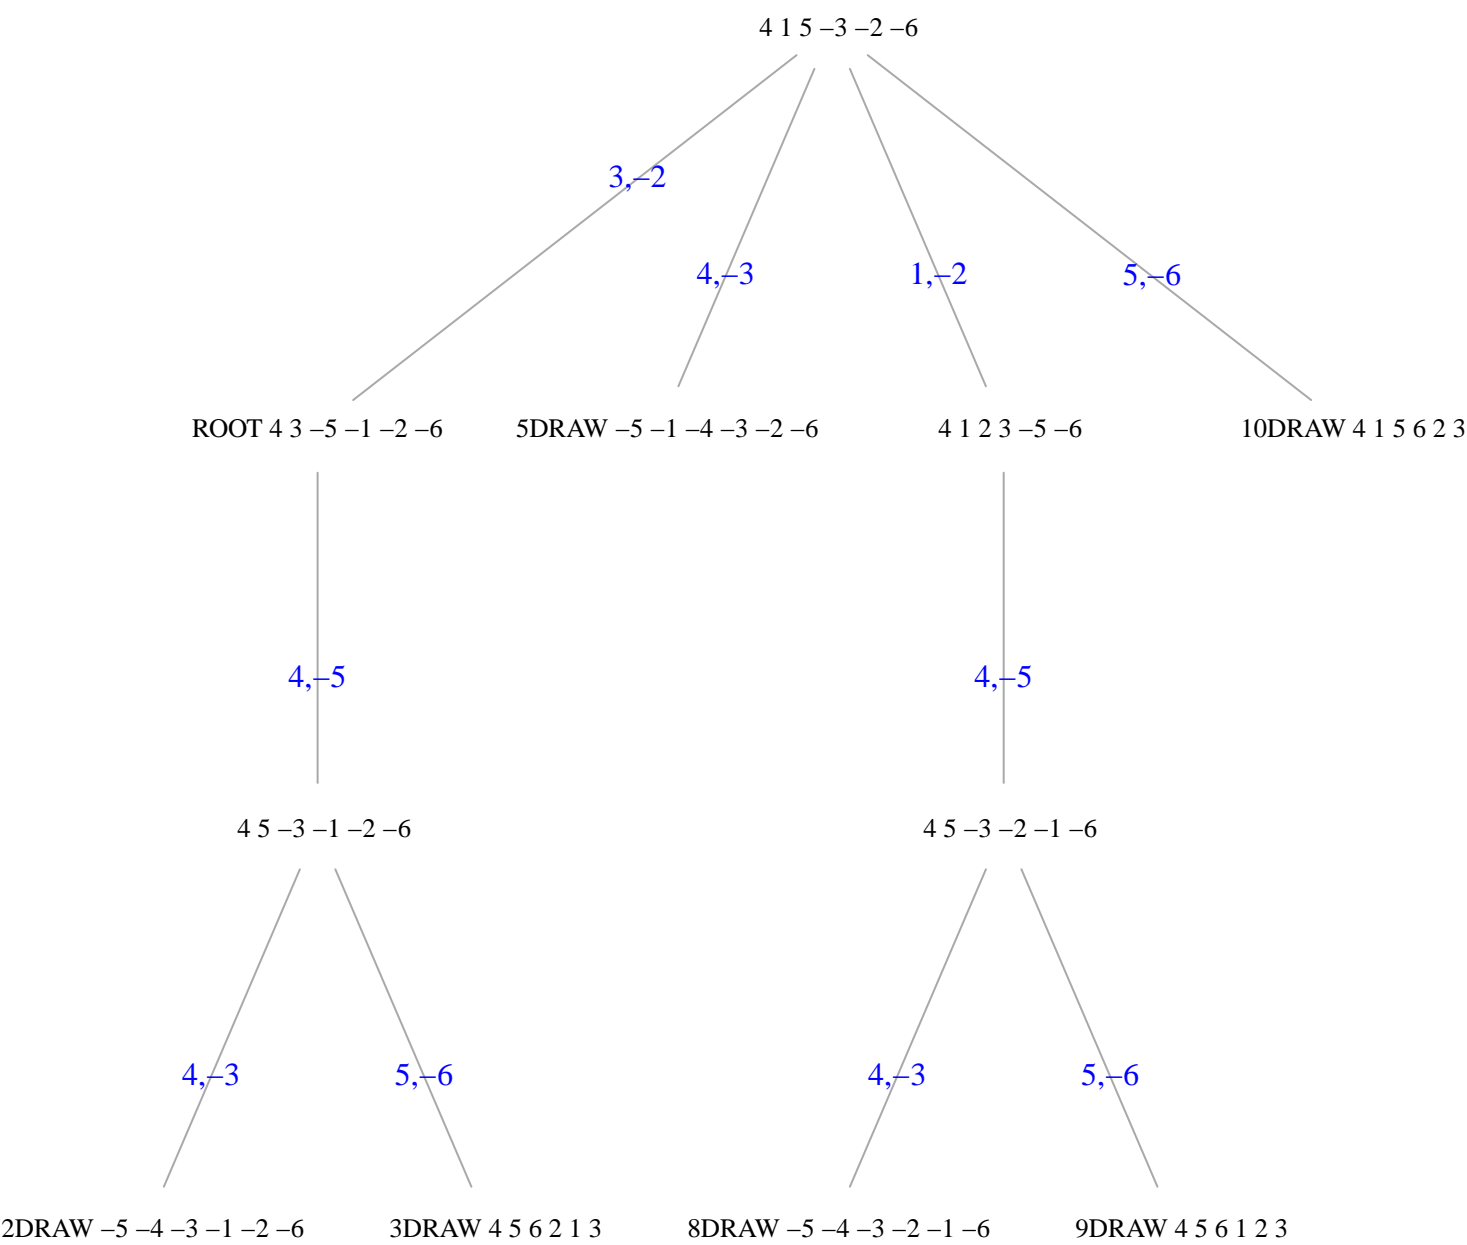 4 1 5 –3 –2 –6
3,–2
4,–3
1,–2
5,–6
ROOT 4 3 –5 –1 –2 –6
5DRAW –5 –1 –4 –3 –2 –6
4 1 2 3 –5 –6
10DRAW 4 1 5 6 2 3
4,–5
4,–5
4 5 –3 –1 –2 –6
4 5 –3 –2 –1 –6
4,–3
5,–6
4,–3
5,–6
2DRAW –5 –4 –3 –1 –2 –6
3DRAW 4 5 6 2 1 3
8DRAW –5 –4 –3 –2 –1 –6
9DRAW 4 5 6 1 2 3